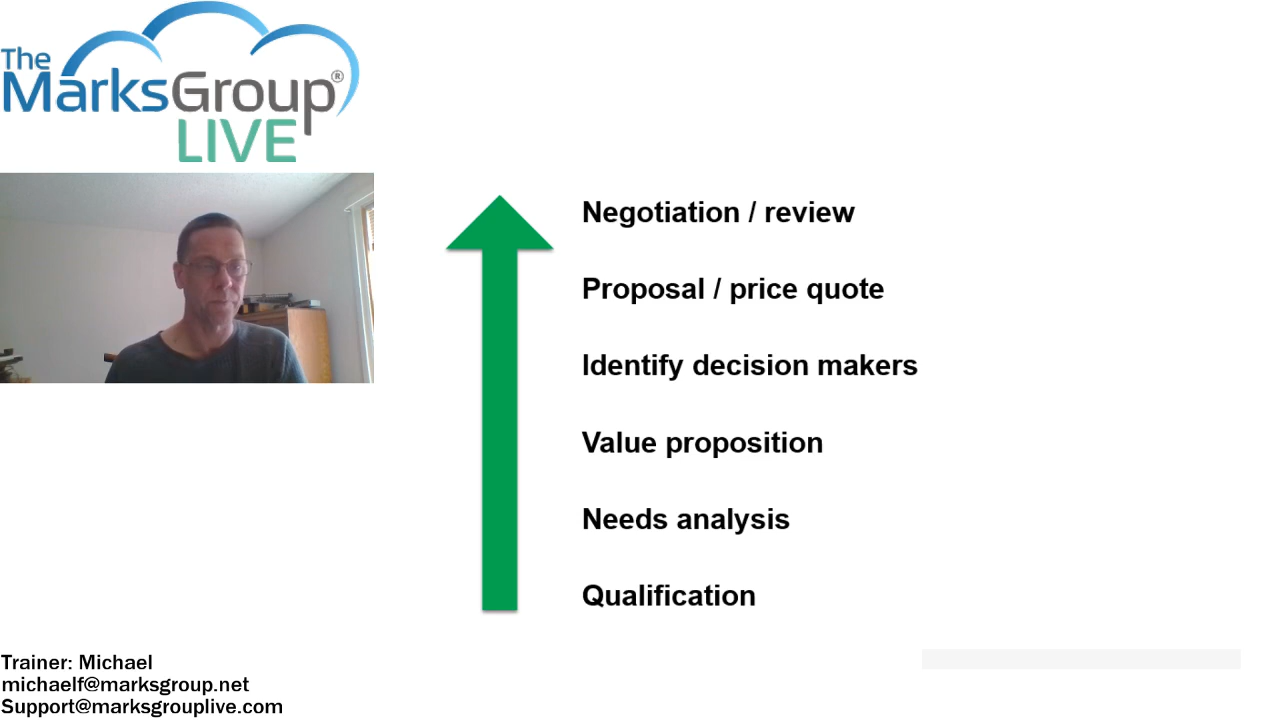 The
MarksGroup®
LIVE
Negotiation / review
Proposal / price quote
Identify decision makers
Value proposition
Needs analysis
Qualification
Trainer: Michael
michaelf@marksgroup.net
Support@marksgrouplive.com